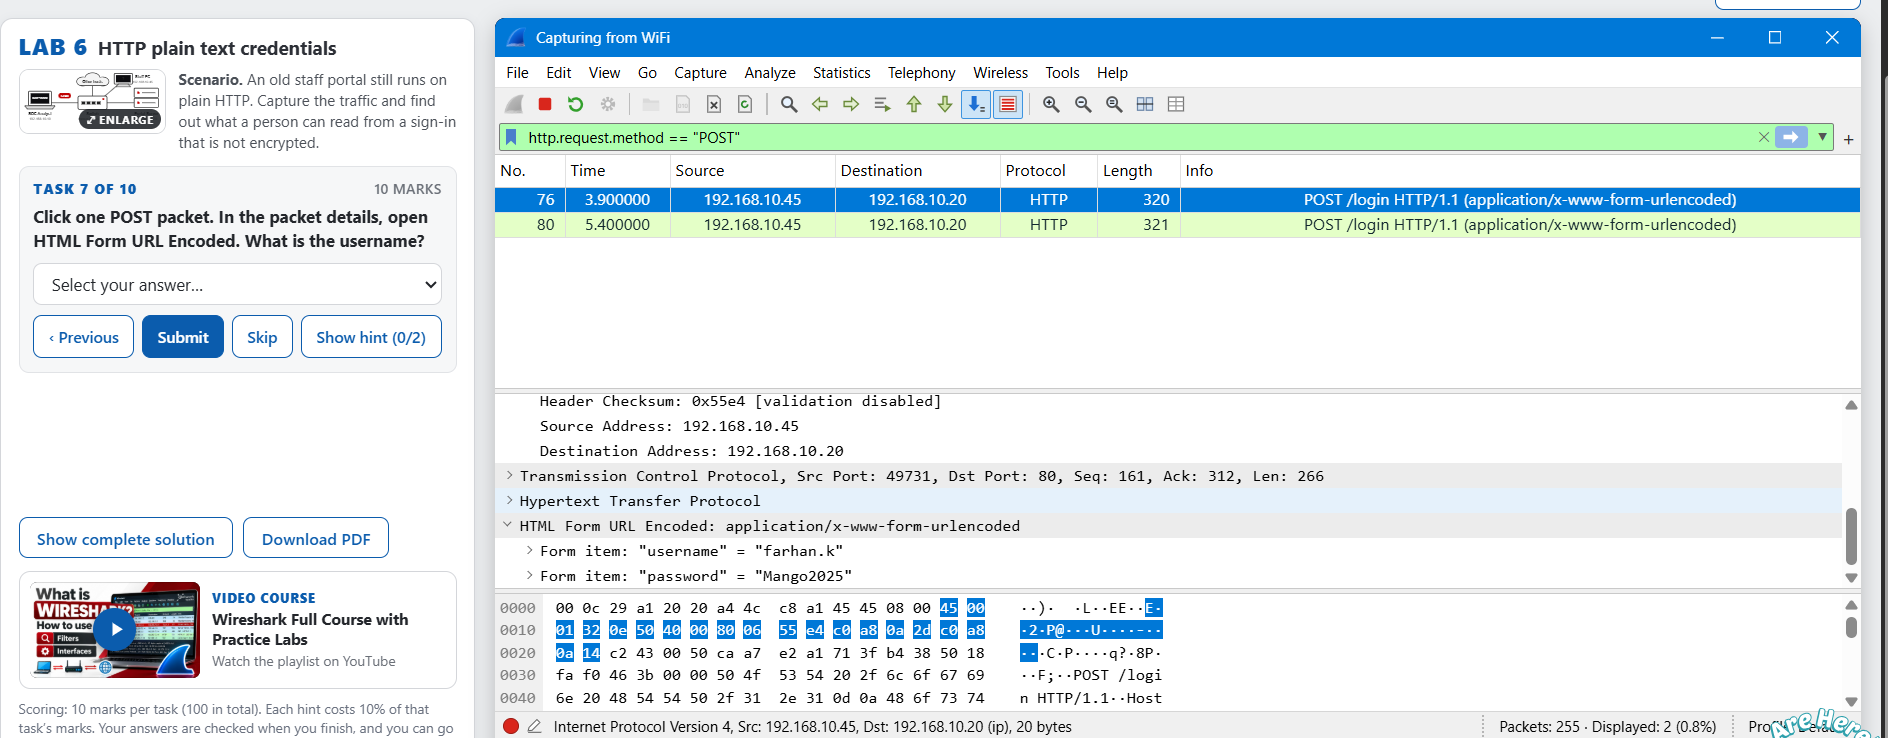 LAB 6 HTTP plain text credentials
ENLARGE
Scenario. An old staff portal still runs on
plain HTTP. Capture the traffic and find
out what a person can read from a sign-in
that is not encrypted.
TASK 7 OF 10
10 MARKS
Click one POST packet. In the packet details, open
HTML Form URL Encoded. What is the username?
Select your answer...
‹ Previous
Submit
Skip
Show hint (0/2)
Show complete solution
Download PDF
What is
WIRESHARK?
How to use
Filters
Interfaces
VIDEO COURSE
Wireshark Full Course with
Practice Labs
Watch the playlist on YouTube
Scoring: 10 marks per task (100 in total). Each hint costs 10% of that
task's marks. Your answers are checked when you finish, and you can go
Capturing from WiFi
File Edit View Go Capture Analyze Statistics Telephony Wireless Tools Help
http.request.method == "POST"
No. Time Source Destination Protocol Length Info
76 3.900000 192.168.10.45 192.168.10.20 HTTP 320 POST /login HTTP/1.1 (application/x-www-form-urlencoded)
80 5.400000 192.168.10.45 192.168.10.20 HTTP 321 POST /login HTTP/1.1 (application/x-www-form-urlencoded)
Header Checksum: 0x55e4 [validation disabled]
Source Address: 192.168.10.45
Destination Address: 192.168.10.20
Transmission Control Protocol, Src Port: 49731, Dst Port: 80, Seq: 161, Ack: 312, Len: 266
Hypertext Transfer Protocol
HTML Form URL Encoded: application/x-www-form-urlencoded
Form item: "username" = "farhan.k"
Form item: "password" = "Mango2025"
0000 00 0c 29 a1 20 20 a4 4c c8 a1 45 45 08 00 45 00 ··)· ·L··EE··E·
0010 01 32 0e 50 40 00 80 06 55 e4 c0 a8 0a 2d c0 a8 ·2·P@···U····-··
0020 0a 14 c2 43 00 50 ca a7 e2 a1 71 3f b4 38 50 18 ···C·P····q?·8P·
0030 fa f0 46 3b 00 00 50 4f 53 54 20 2f 6c 6f 67 69 ··F;··POST /logi
0040 6e 20 48 54 54 50 2f 31 2e 31 0d 0a 48 6f 73 74 n HTTP/1.1··Host
Internet Protocol Version 4, Src: 192.168.10.45, Dst: 192.168.10.20 (ip), 20 bytes
Packets: 255 · Displayed: 2 (0.8%)
Are Here